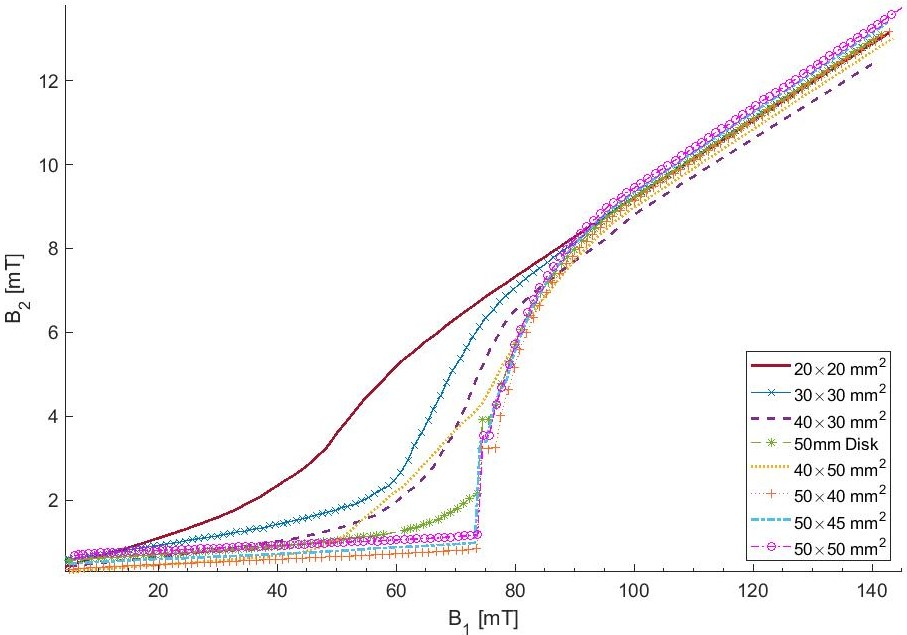 12
10
8
6
4
2
B₂ [mT]
20 40 60 80 100 120 140
B₁ [mT]
20×20 mm²
30×30 mm²
40×30 mm²
50mm Disk
40×50 mm²
50×40 mm²
50×45 mm²
50×50 mm²